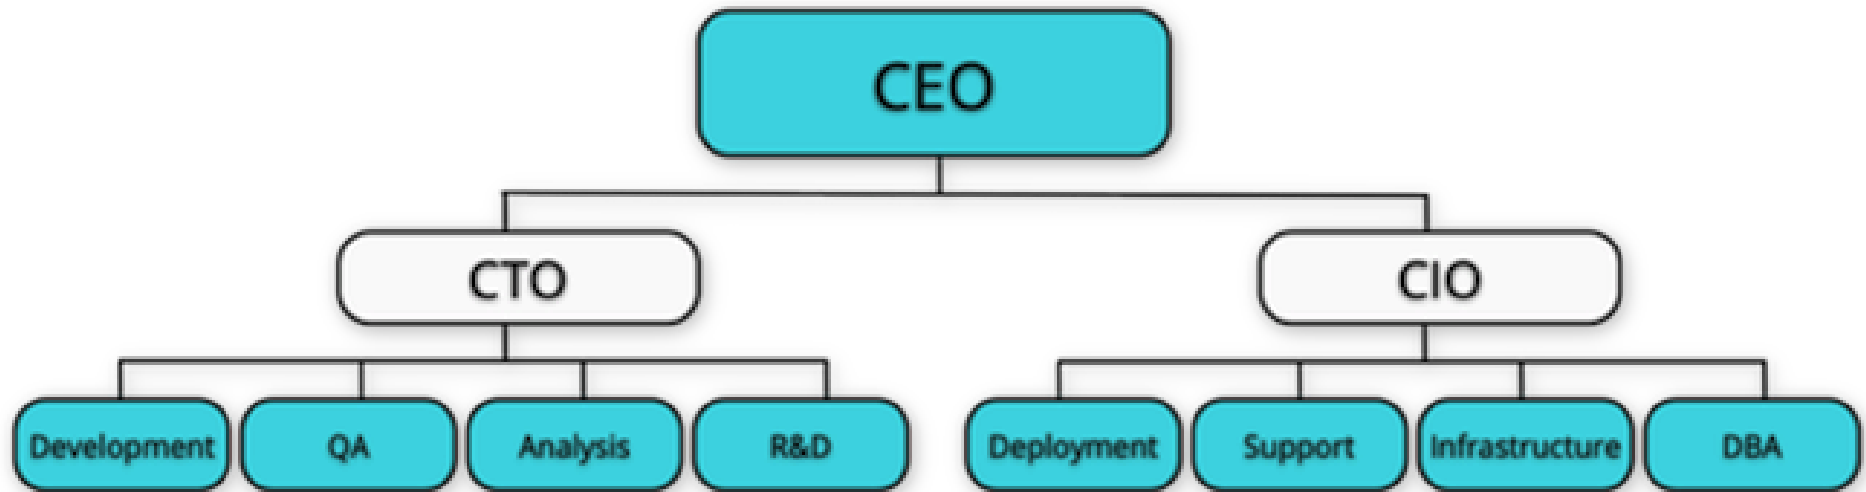 CEO
CTO
CIO
Development
QA
Analysis
R&D
Deployment
Support
Infrastructure
DBA